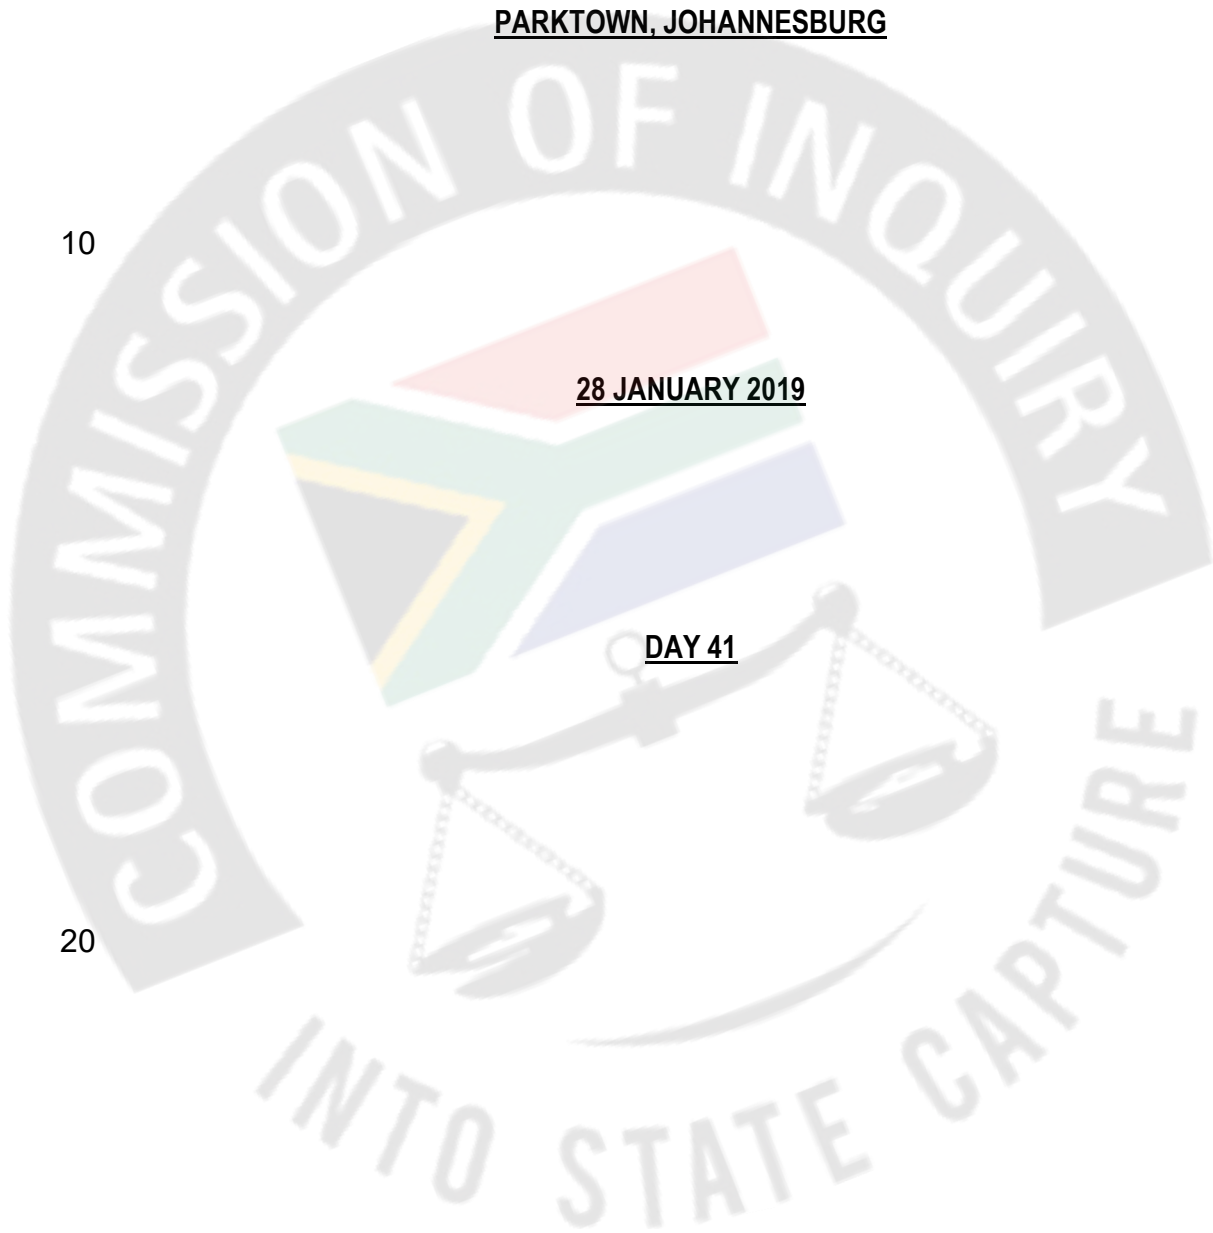 PARKTOWN, JOHANNESBURG
COMMISSION OF INQUIRY
10
28 JANUARY 2019
DAY 41
20
INTO STATE CAPTURE